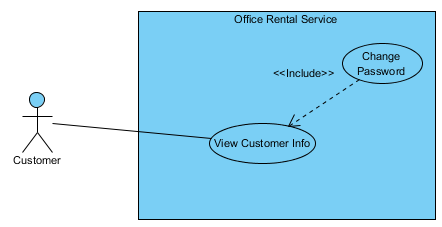 Office Rental Service
Change
Password
<<Include>>
View Customer Info
Customer